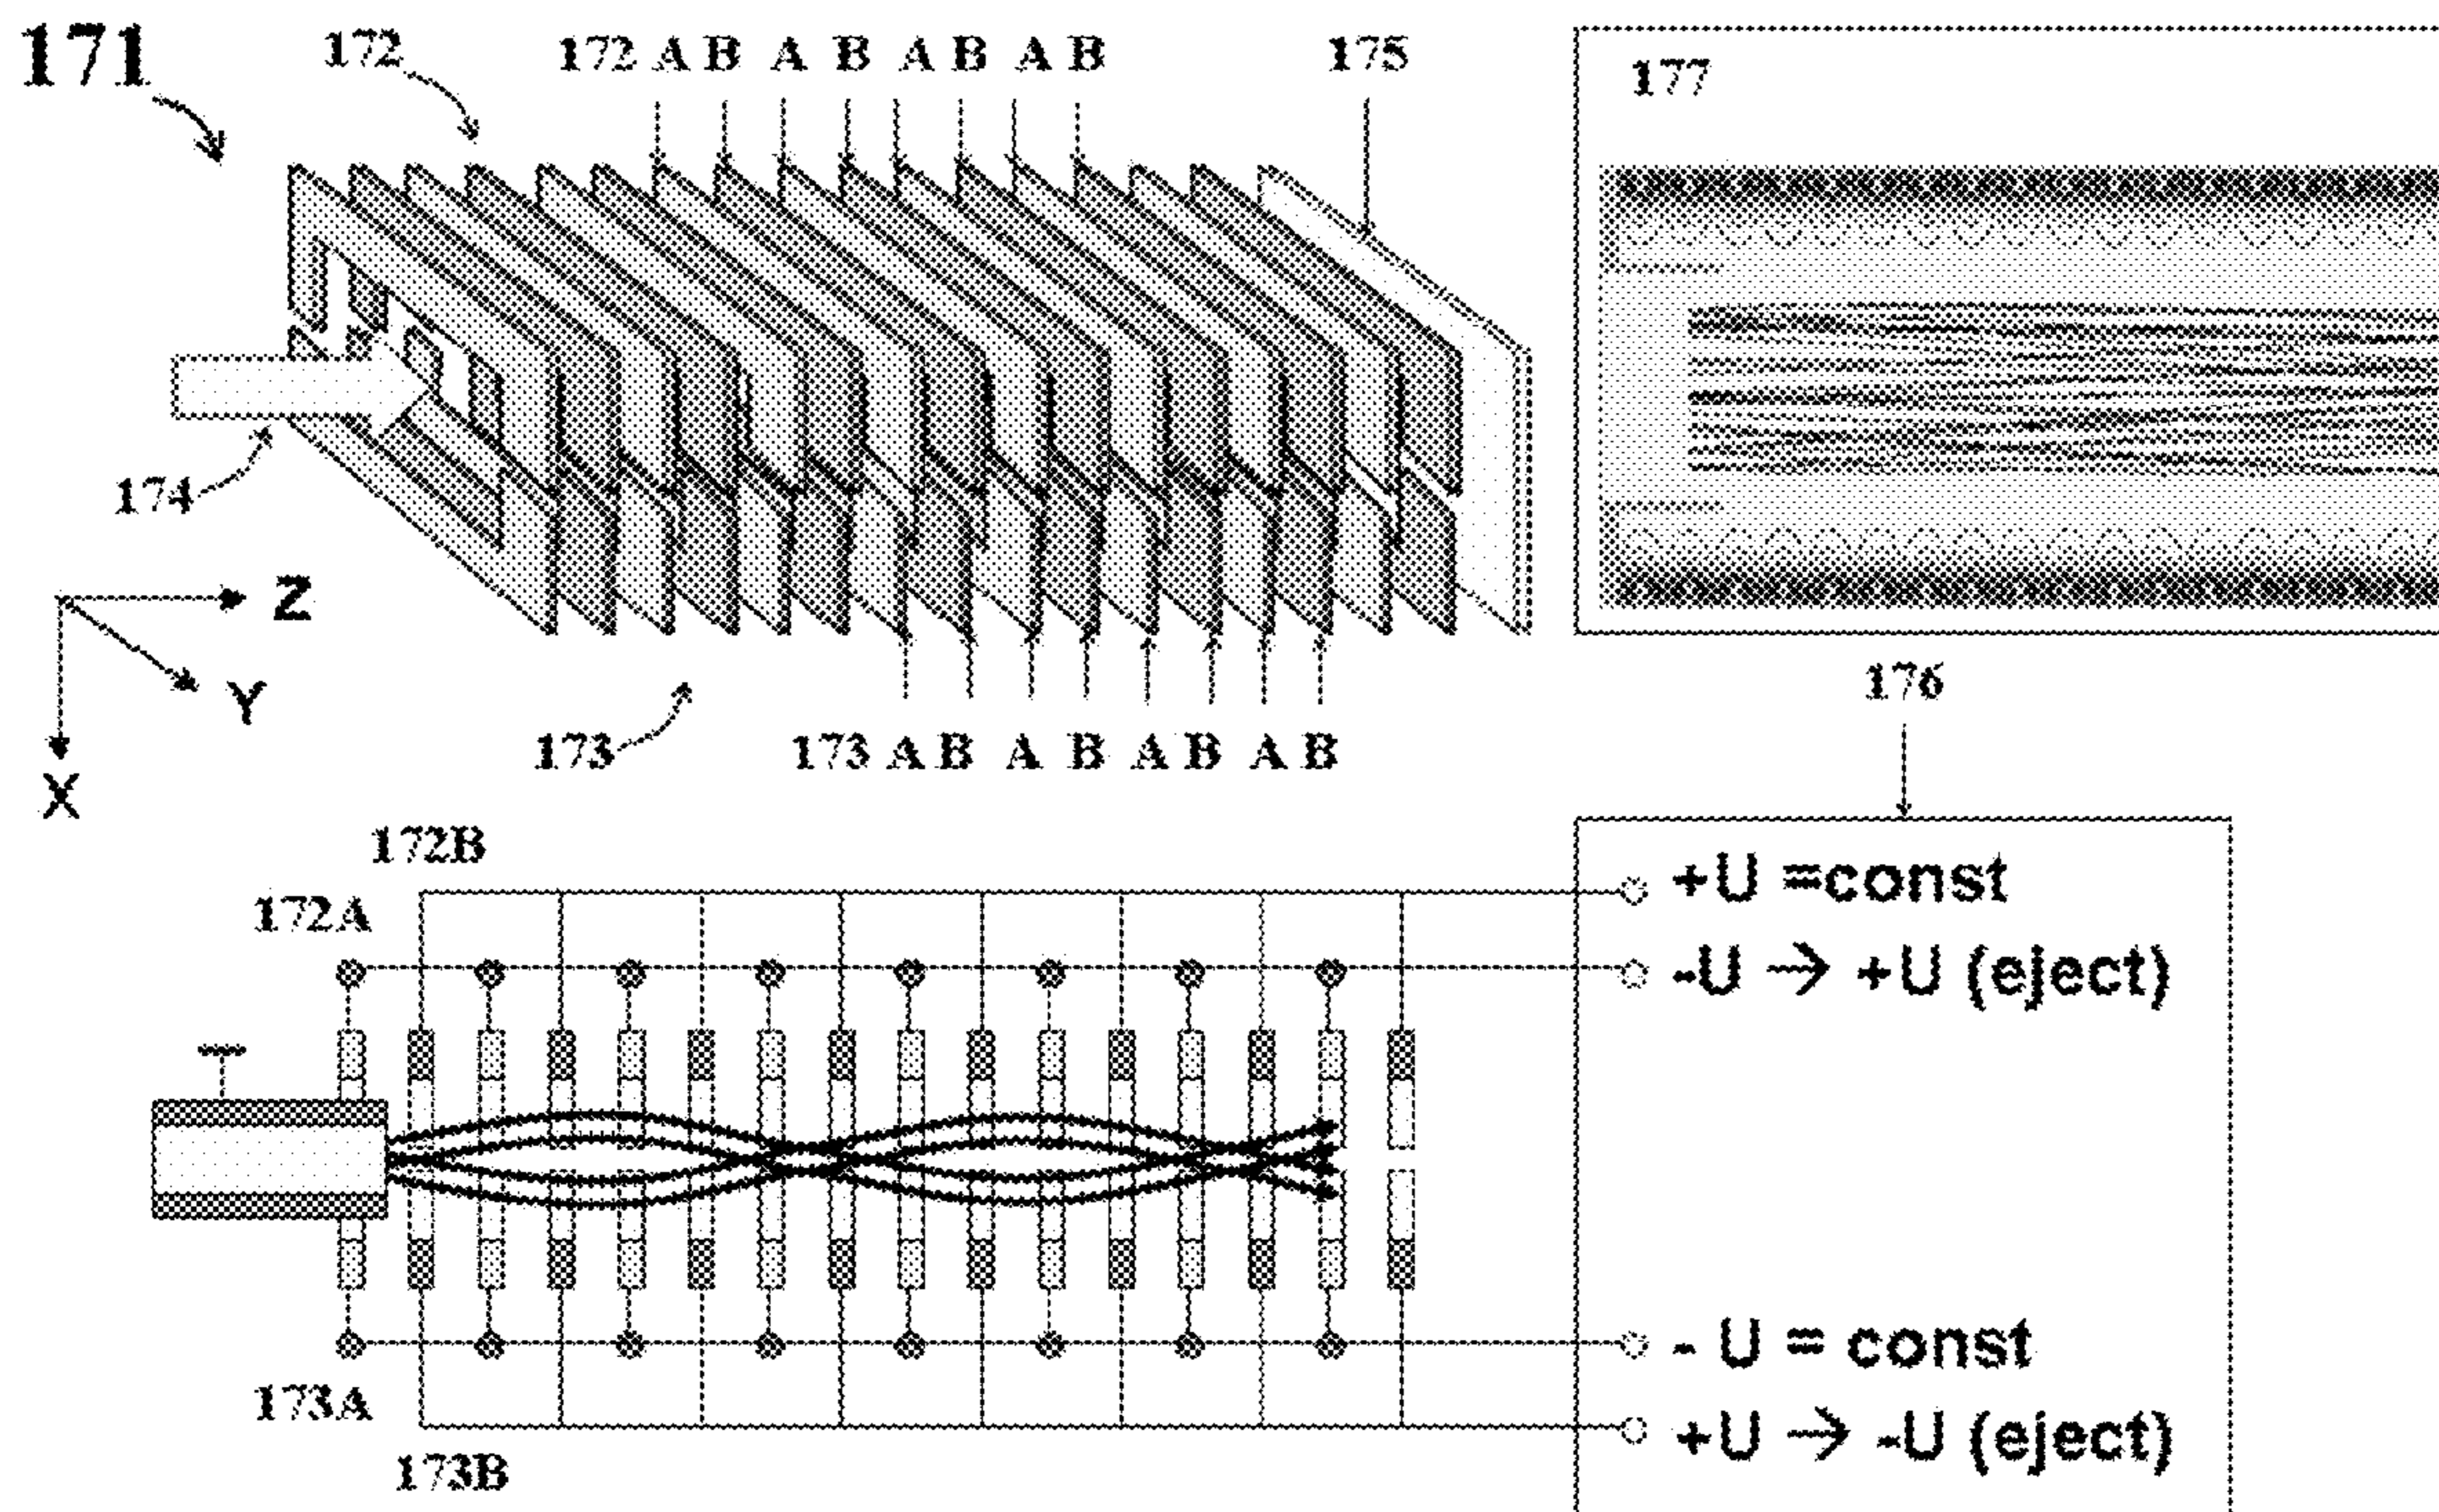 171
172
172 A B A B A B A B
175
177
174
Z
Y
X
173
173 A B A B A B A B
176
172B
172A
+U =const
-U → +U (eject)
- U = const
173A
+U → -U (eject)
173B